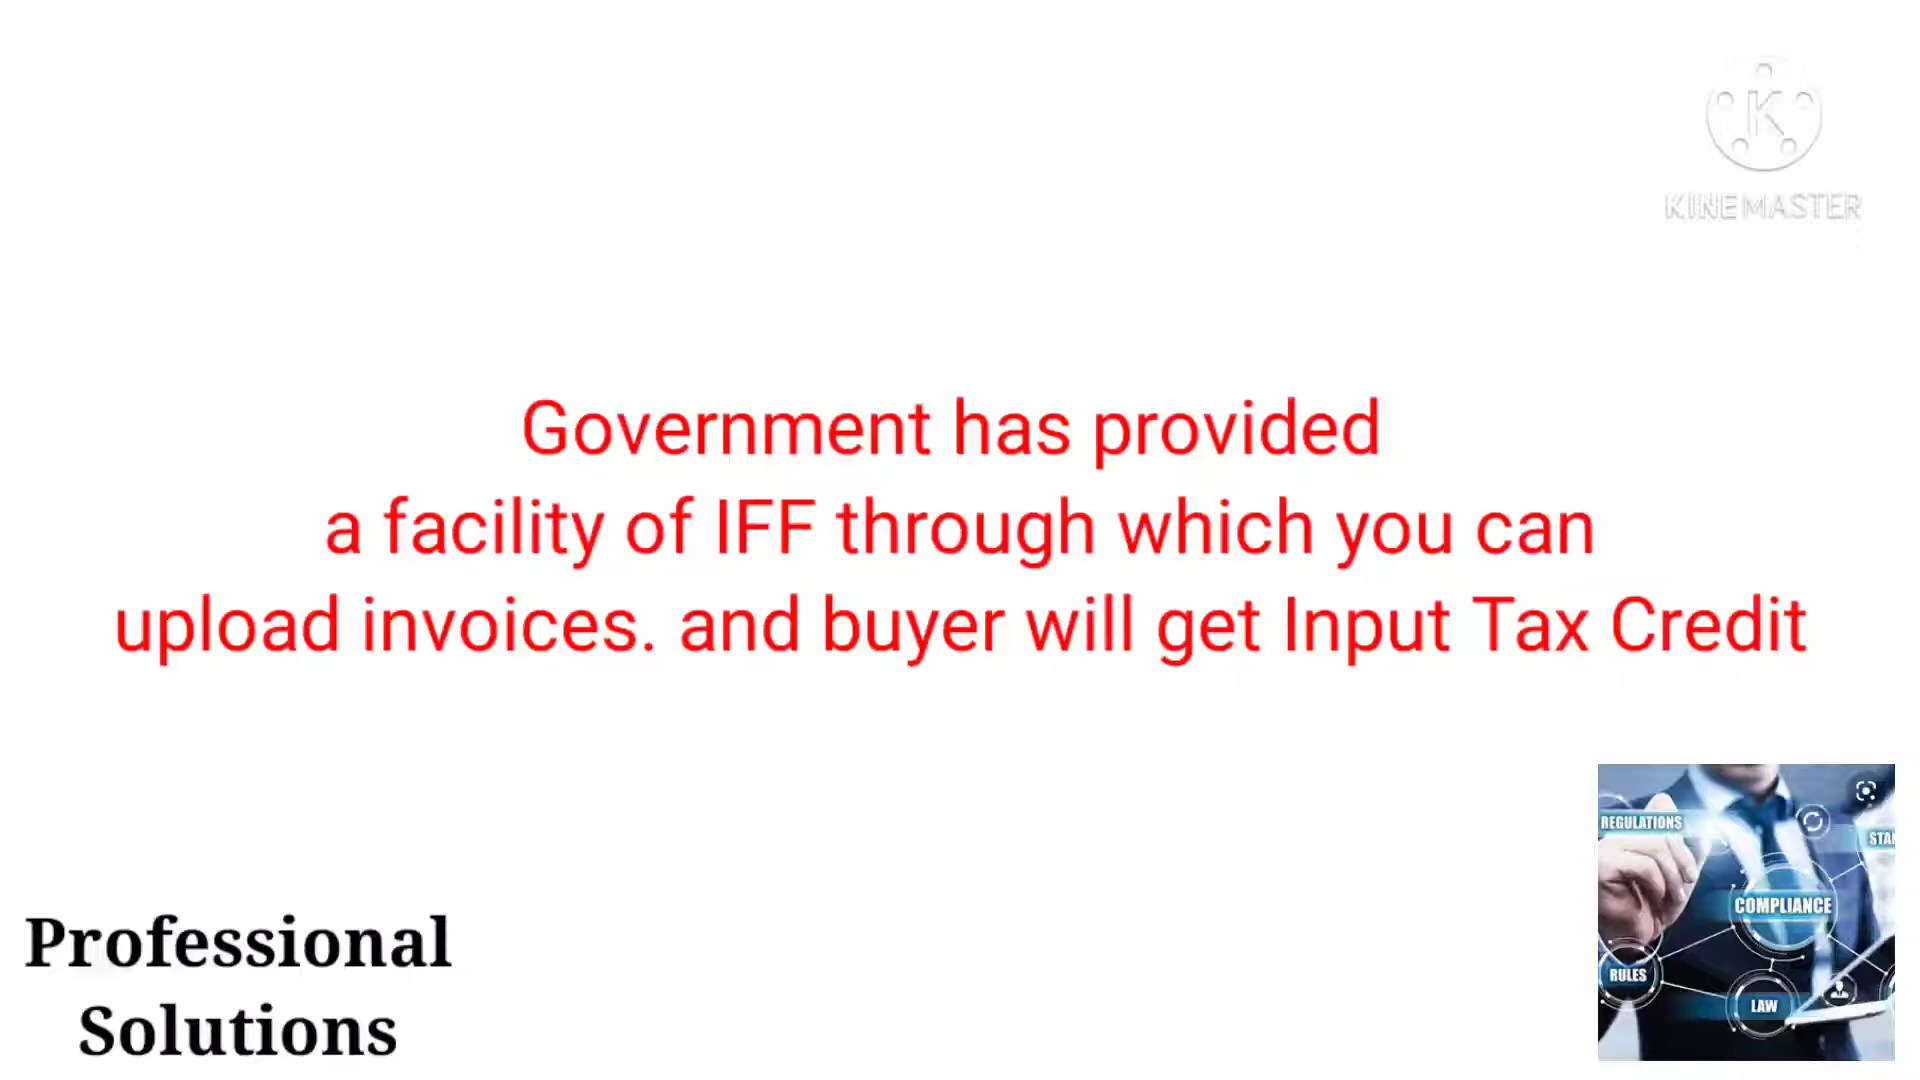 KINEMASTER
Government has provided
a facility of IFF through which you can
upload invoices. and buyer will get Input Tax Credit
REGULATIONS
STAN
COMPLIANCE
RULES
LAW
Professional
Solutions